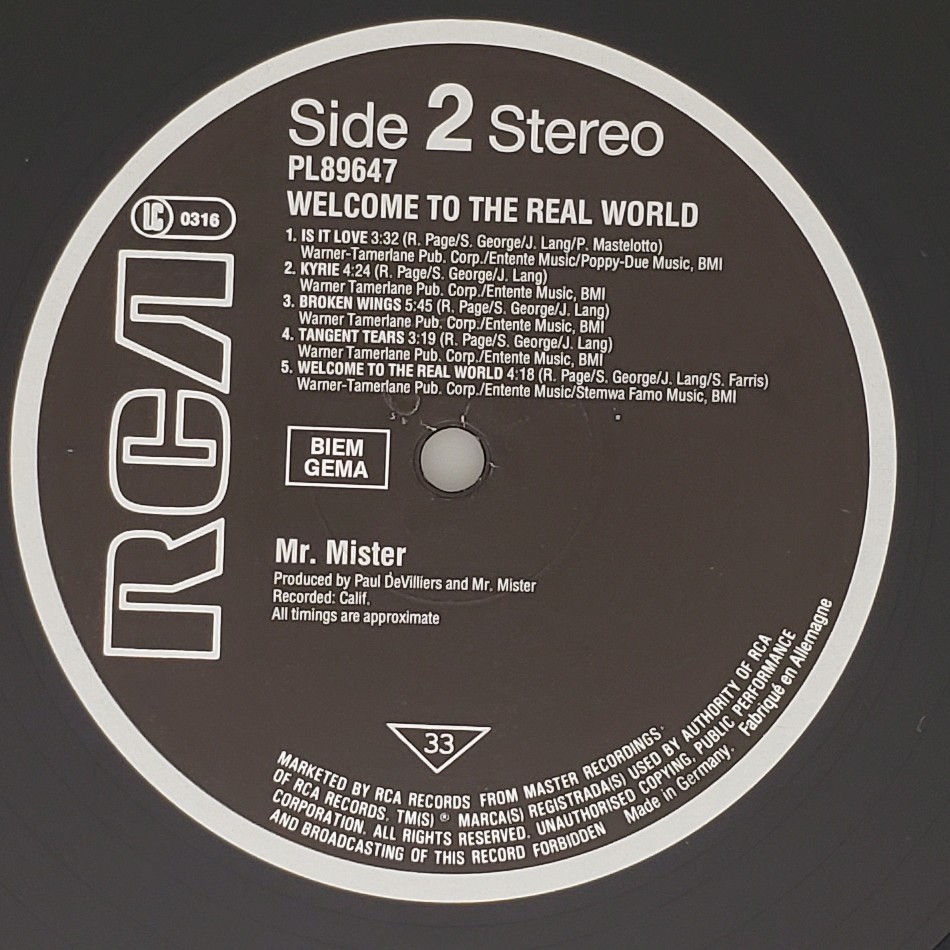 Side 2 Stereo
PL89647
WELCOME TO THE REAL WORLD
LC 0316
1. IS IT LOVE 3:32 (R. Page/S. George/J. Lang/P. Mastelotto)
Warner-Tamerlane Pub. Corp./Entente Music/Poppy-Due Music, BMI
2. KYRIE 4:24 (R. Page/S. George/J. Lang)
Warner Tamerlane Pub. Corp./Entente Music, BMI
3. BROKEN WINGS 5:45 (R. Page/S. George/J. Lang)
Warner Tamerlane Pub. Corp./Entente Music, BMI
4. TANGENT TEARS 3:19 (R. Page/S. George/J. Lang)
Warner Tamerlane Pub. Corp./Entente Music, BMI
5. WELCOME TO THE REAL WORLD 4:18 (R. Page/S. George/J. Lang/S. Farris)
Warner-Tamerlane Pub. Corp./Entente Music/Stemwa Famo Music, BMI
RCA
BIEM
GEMA
Mr. Mister
Produced by Paul DeVilliers and Mr. Mister
Recorded: Calif.
All timings are approximate
33
MARKETED BY RCA RECORDS FROM MASTER RECORDINGS
OF RCA RECORDS. TM(S) ® MARCA(S) REGISTRADA(S) USED BY AUTHORITY OF RCA
CORPORATION. ALL RIGHTS RESERVED. UNAUTHORISED COPYING, PUBLIC PERFORMANCE
AND BROADCASTING OF THIS RECORD FORBIDDEN Made in Germany. Fabriqué en Allemagne